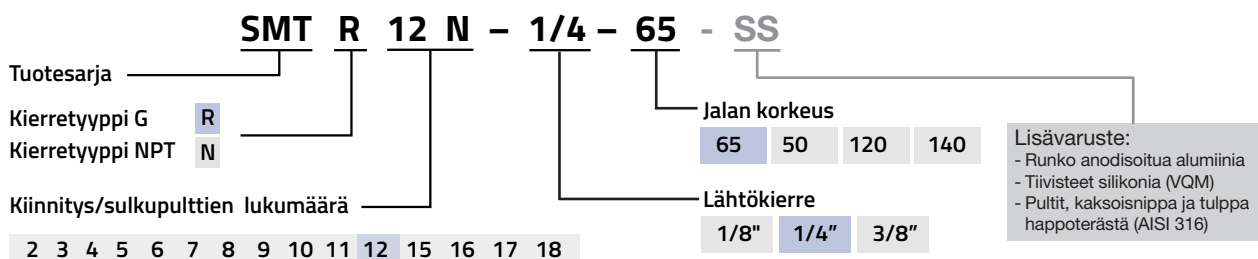 SMT R 12 N – 1/4 – 65 - SS
Tuotesarja
Kierretyyppi G R
Kierretyyppi NPT N
Kiinnitys/sulkupulttien lukumäärä
2 3 4 5 6 7 8 9 10 11 12 15 16 17 18
Jalan korkeus
65 50 120 140
Lähtökierre
1/8" 1/4” 3/8”
Lisävaruste:
- Runko anodisoitua alumiinia
- Tiivisteet silikonia (VQM)
- Pultit, kaksoisnippa ja tulppa
happoterästä (AISI 316)